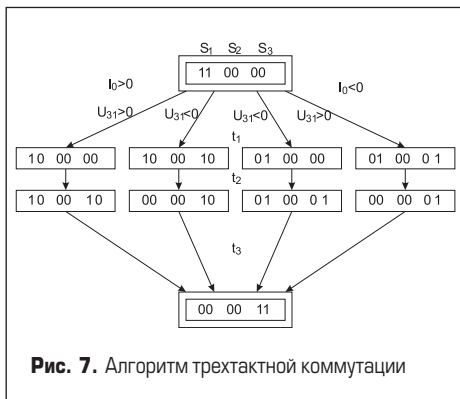 S₁ S₂ S₃
11 00 00
I₀>0 I₀<0
U₃₁>0 U₃₁<0 U₃₁<0 U₃₁>0
t₁
10 00 00 10 00 10 01 00 00 01 00 01
t₂
10 00 10 00 00 10 01 00 01 00 00 01
t₃
00 00 11
Рис. 7. Алгоритм трехтактной коммутации